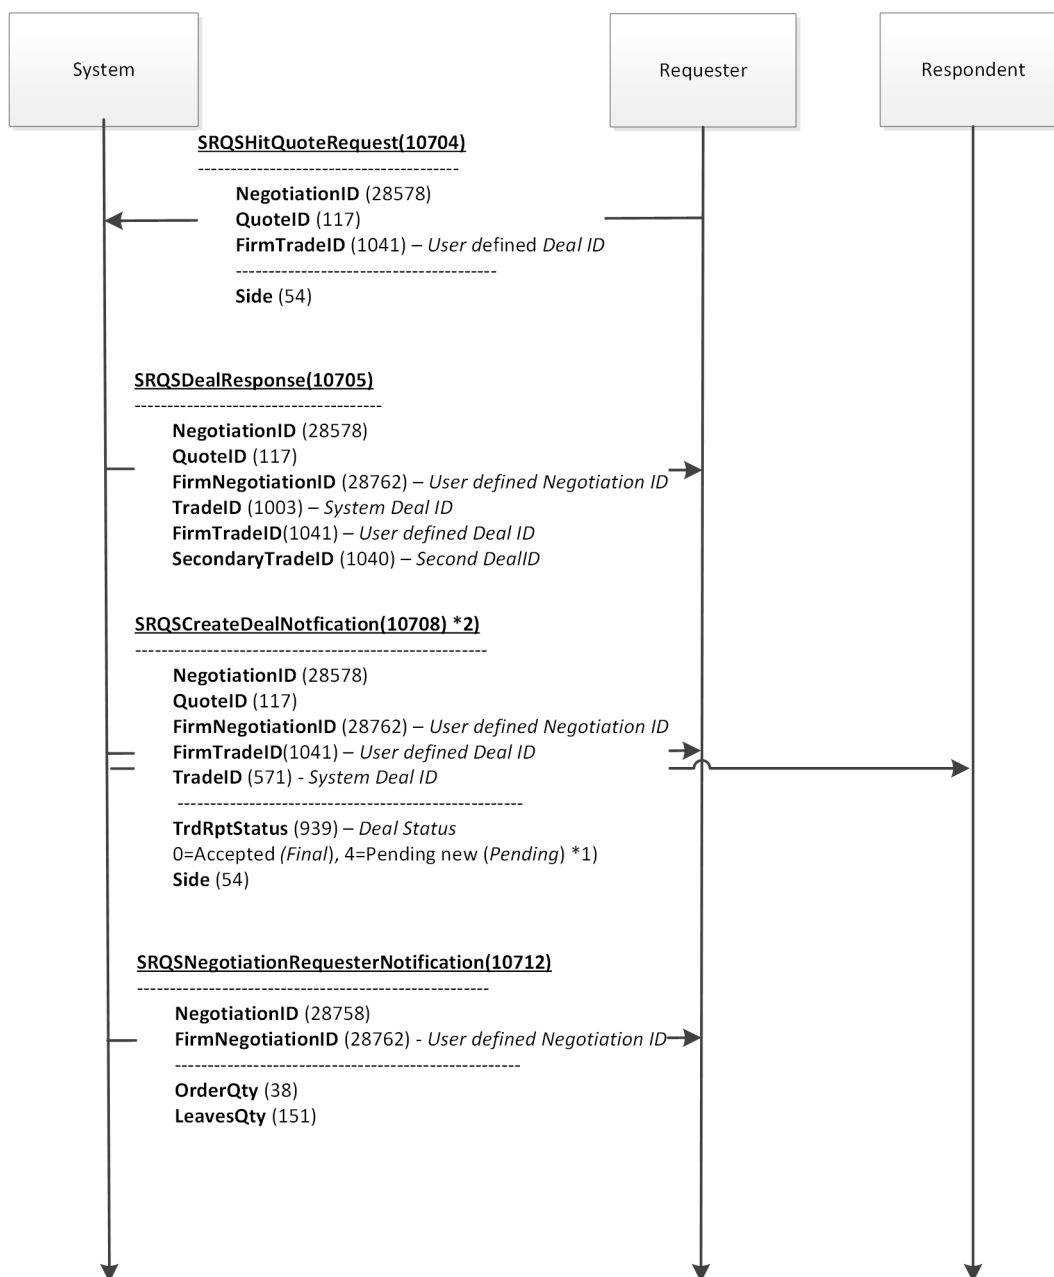 System
Requester
Respondent
SRQSHitQuoteRequest(10704)
----------------------------------------
NegotiationID (28578)
QuoteID (117)
FirmTradeID (1041) – User defined Deal ID
----------------------------------------
Side (54)
SRQSDealResponse(10705)
--------------------------------------
NegotiationID (28578)
QuoteID (117)
FirmNegotiationID (28762) – User defined Negotiation ID
TradeID (1003) – System Deal ID
FirmTradeID(1041) – User defined Deal ID
SecondaryTradeID (1040) – Second DealID
SRQSCreateDealNotfication(10708) *2)
------------------------------------------------------
NegotiationID (28578)
QuoteID (117)
FirmNegotiationID (28762) – User defined Negotiation ID
FirmTradeID(1041) – User defined Deal ID
TradeID (571) - System Deal ID
-----------------------------------------------------
TrdRptStatus (939) – Deal Status
0=Accepted (Final), 4=Pending new (Pending) *1)
Side (54)
SRQSNegotiationRequesterNotification(10712)
------------------------------------------------------
NegotiationID (28758)
FirmNegotiationID (28762) - User defined Negotiation ID
-----------------------------------------------------
OrderQty (38)
LeavesQty (151)